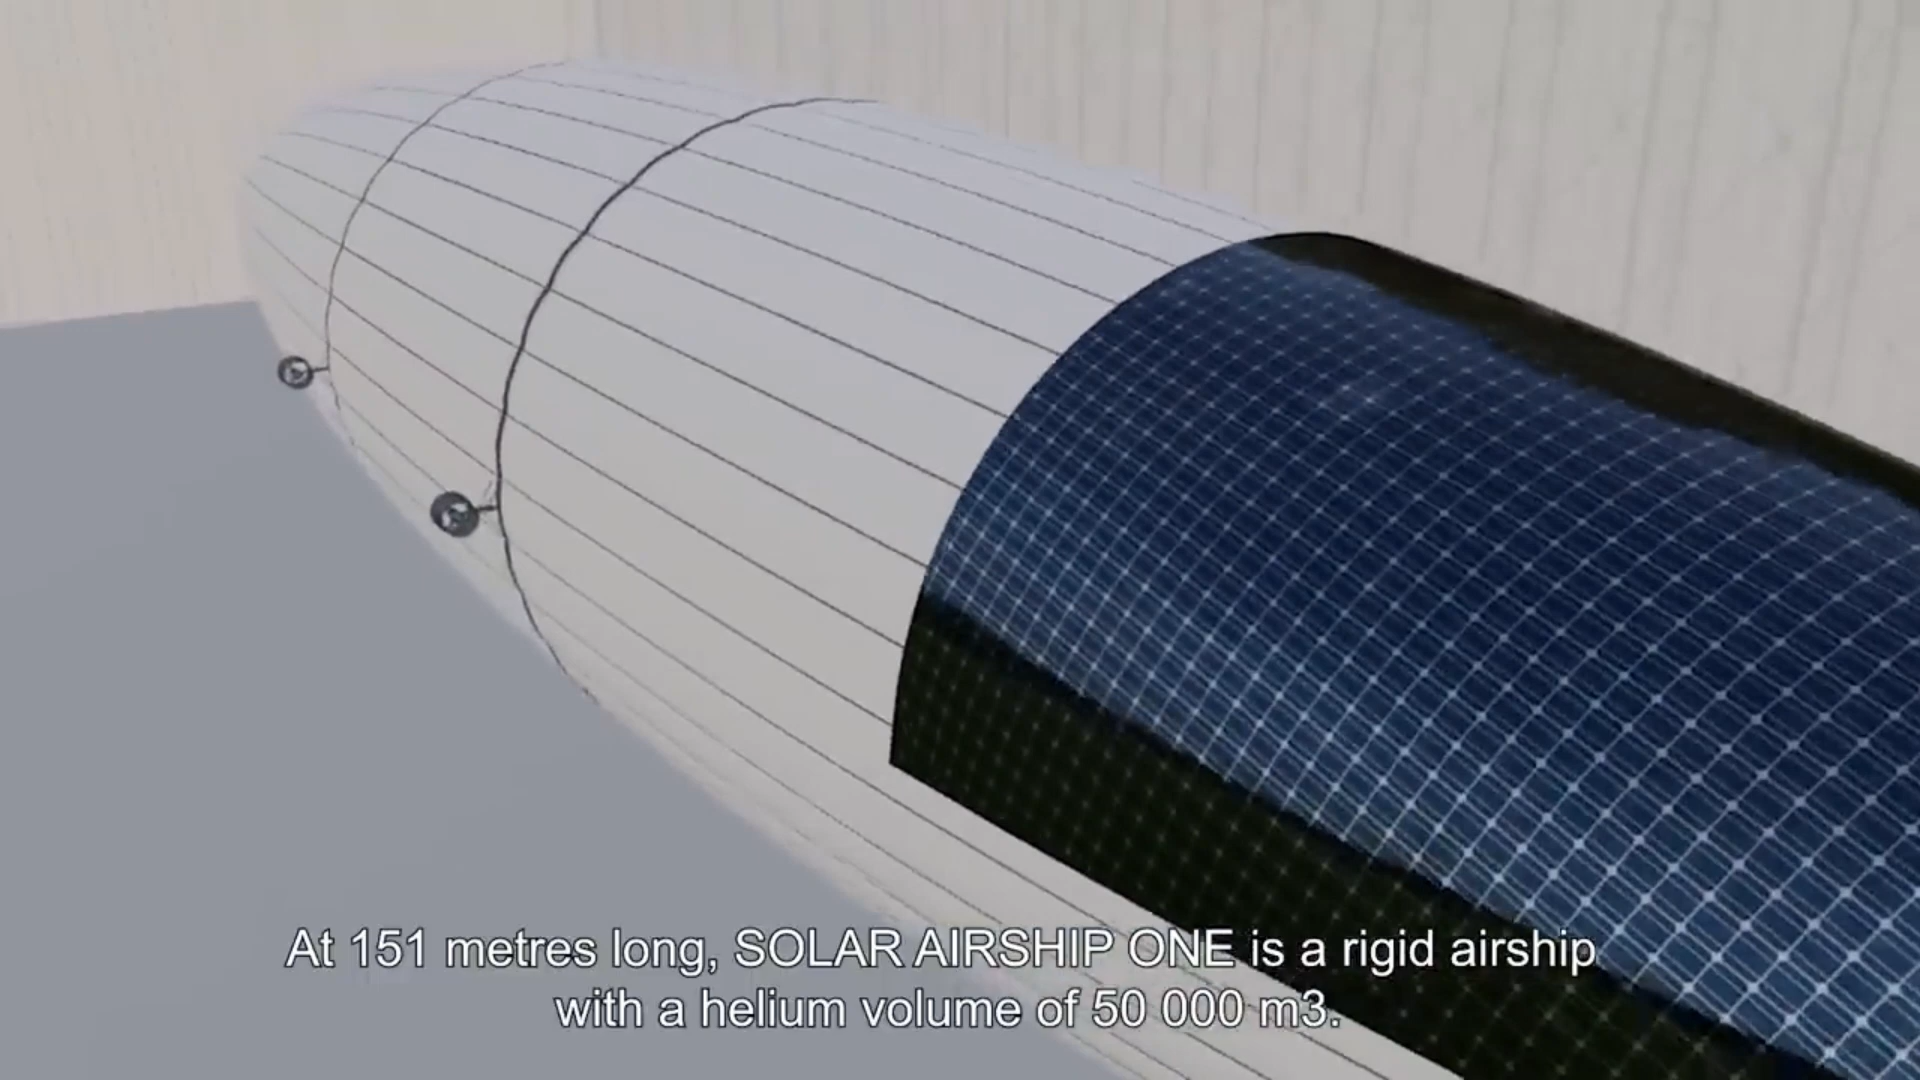 At 151 metres long, SOLAR AIRSHIP ONE is a rigid airship
with a helium volume of 50 000 m3.